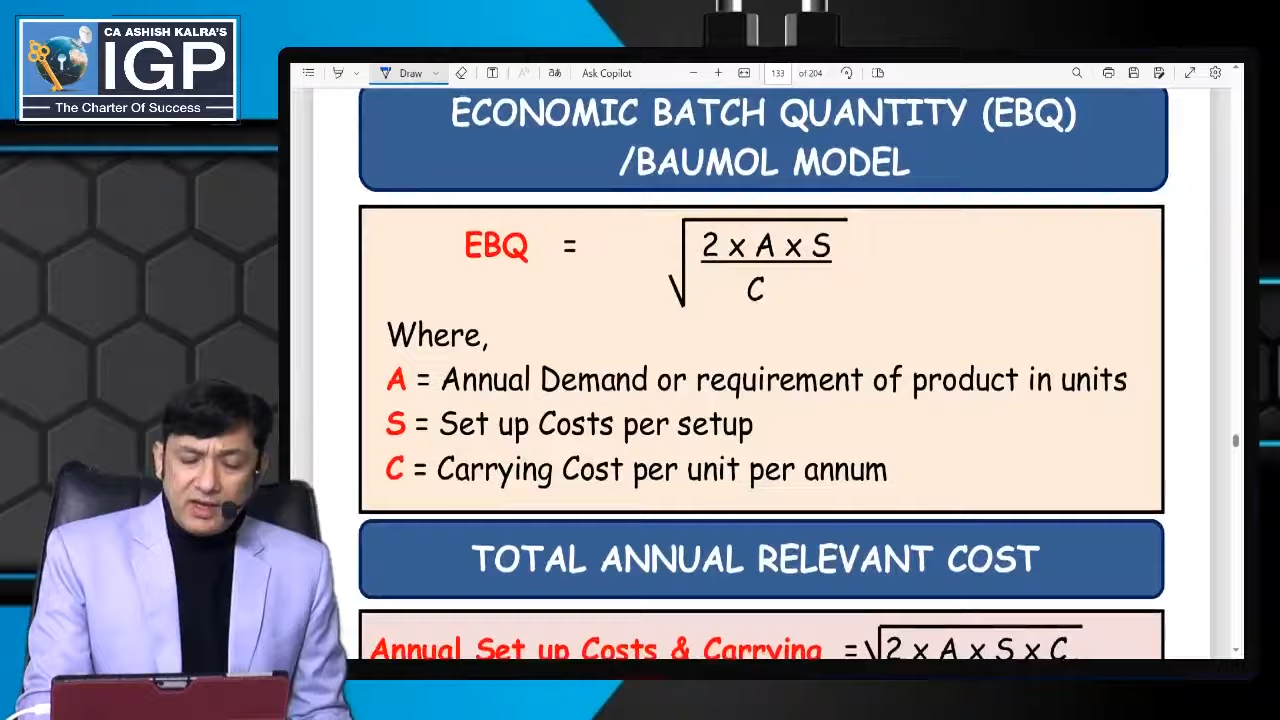 CA ASHISH KALRA'S
IGP
The Charter Of Success
Draw
Ask Copilot
133 of 204
ECONOMIC BATCH QUANTITY (EBQ)
/BAUMOL MODEL
EBQ = √ 2 x A x S
C
Where,
A = Annual Demand or requirement of product in units
S = Set up Costs per setup
C = Carrying Cost per unit per annum
TOTAL ANNUAL RELEVANT COST
Annual Set up Costs & Carrying = √2 x A x S x C